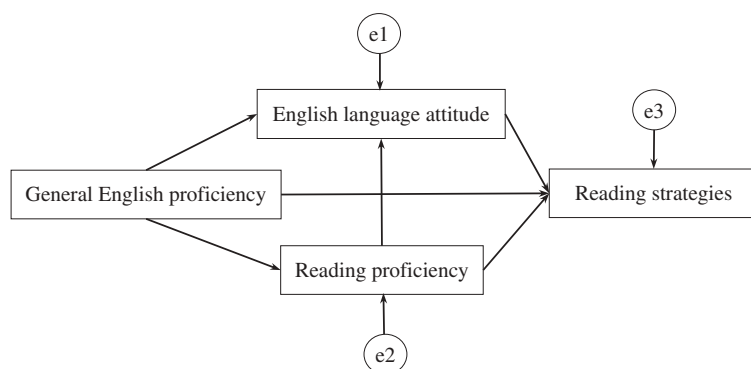 e1
English language attitude
e3
General English proficiency
Reading strategies
Reading proficiency
e2